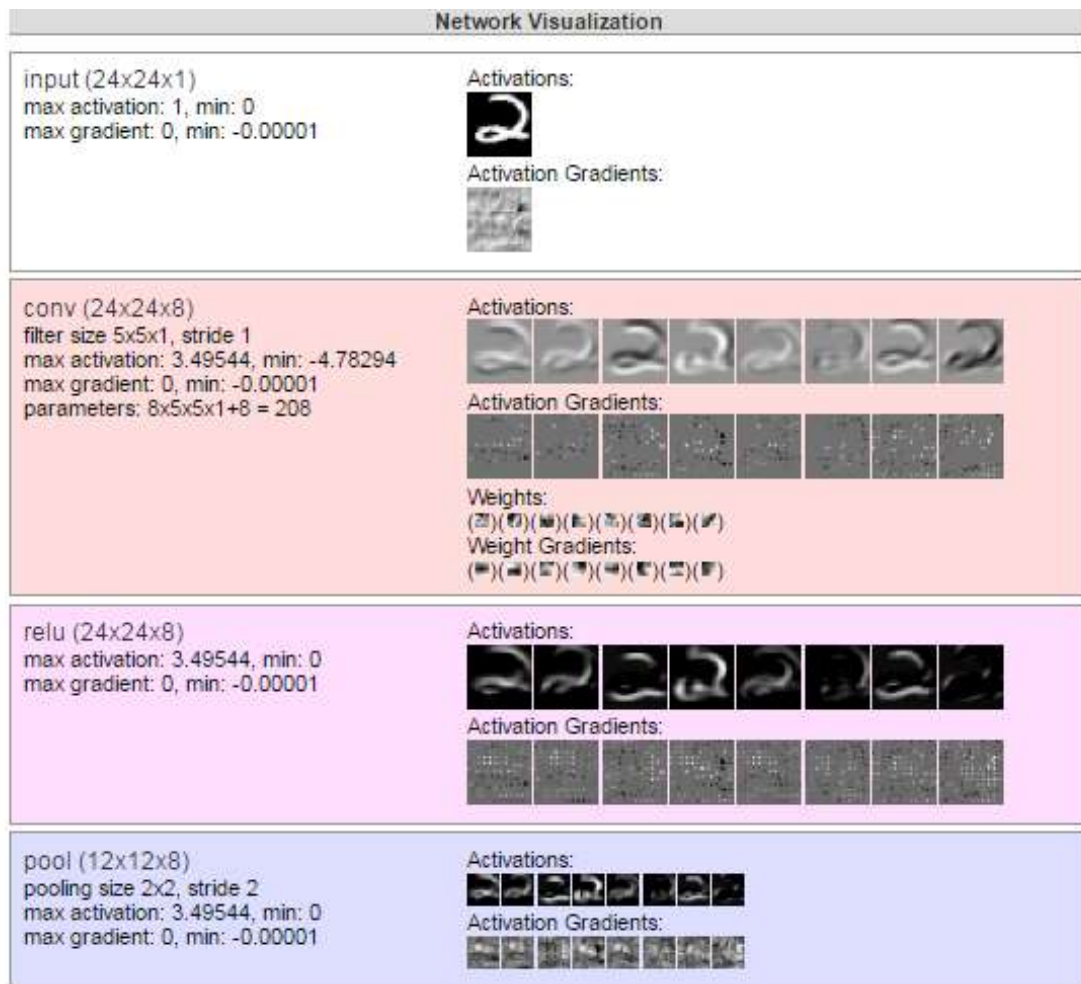 Network Visualization
input (24x24x1)
max activation: 1, min: 0
max gradient: 0, min: -0.00001
Activations:
Activation Gradients:
conv (24x24x8)
filter size 5x5x1, stride 1
max activation: 3.49544, min: -4.78294
max gradient: 0, min: -0.00001
parameters: 8x5x5x1+8 = 208
Activations:
Activation Gradients:
Weights:
()()()()()()()()
Weight Gradients:
()()()()()()()()
relu (24x24x8)
max activation: 3.49544, min: 0
max gradient: 0, min: -0.00001
Activations:
Activation Gradients:
pool (12x12x8)
pooling size 2x2, stride 2
max activation: 3.49544, min: 0
max gradient: 0, min: -0.00001
Activations:
Activation Gradients: